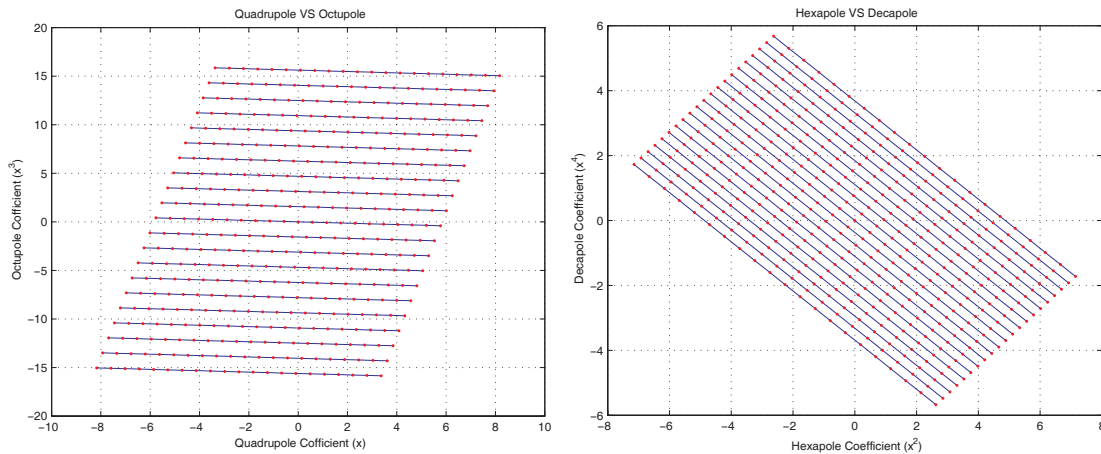 Quadrupole VS Octupole
20
15
10
5
0
−5
−10
−15
−20
Octupole Cofficient (x³)
−10 −8 −6 −4 −2 0 2 4 6 8 10
Quadrupole Cofficient (x)
Hexapole VS Decapole
6
4
2
0
−2
−4
−6
Decapole Coefficient (x⁴)
−8 −6 −4 −2 0 2 4 6 8
Hexapole Coefficient (x²)